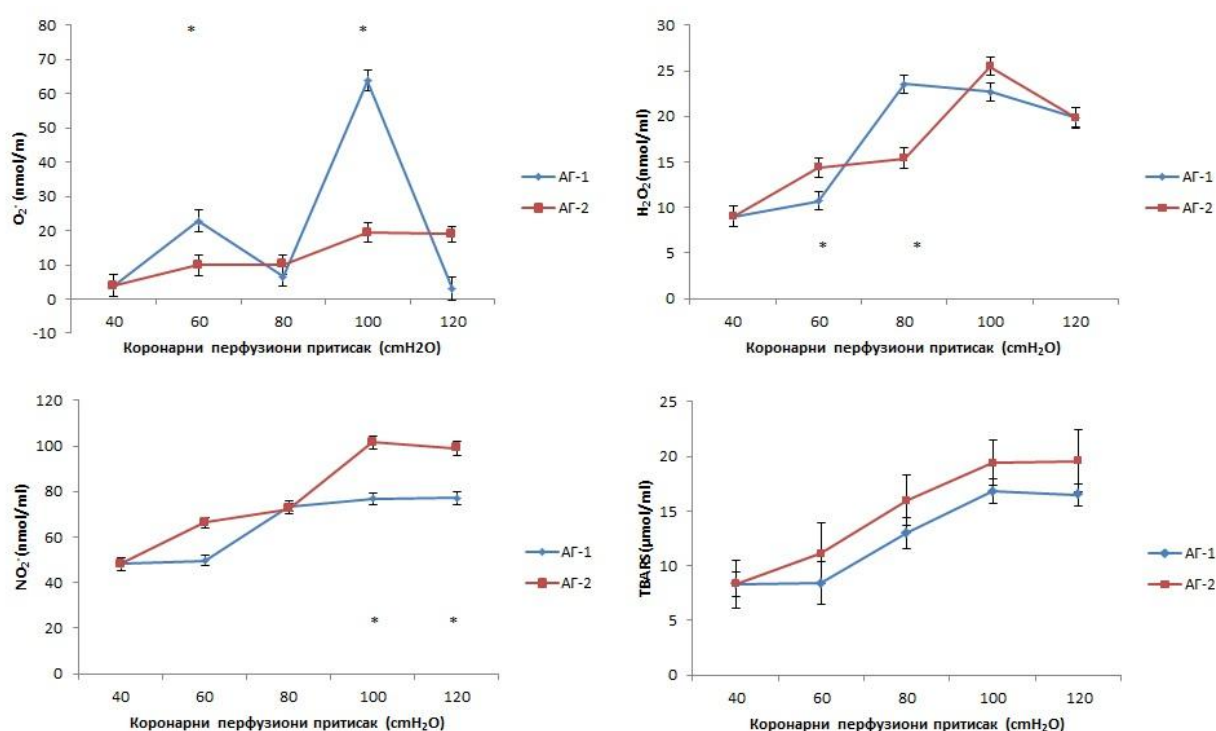 80
70
60
50
40
30
20
10
0
-10
* *
O₂⁻ (nmol/m)
40 60 80 100 120
Коронарни перфузиони притисак (cmH2O)
АГ-1
АГ-2
30
25
20
15
10
5
0
* *
H₂O₂ (nmol/ml)
40 60 80 100 120
Коронарни перфузиони притисак (cmH₂O)
АГ-1
АГ-2
120
100
80
60
40
20
0
* *
NO₂⁻ (nmol/ml)
40 60 80 100 120
Коронарни перфузиони притисак (cmH₂O)
АГ-1
АГ-2
25
20
15
10
5
0
TBARS (µmol/ml)
40 60 80 100 120
Коронарни перфузиони притисак (cmH₂O)
АГ-1
АГ-2